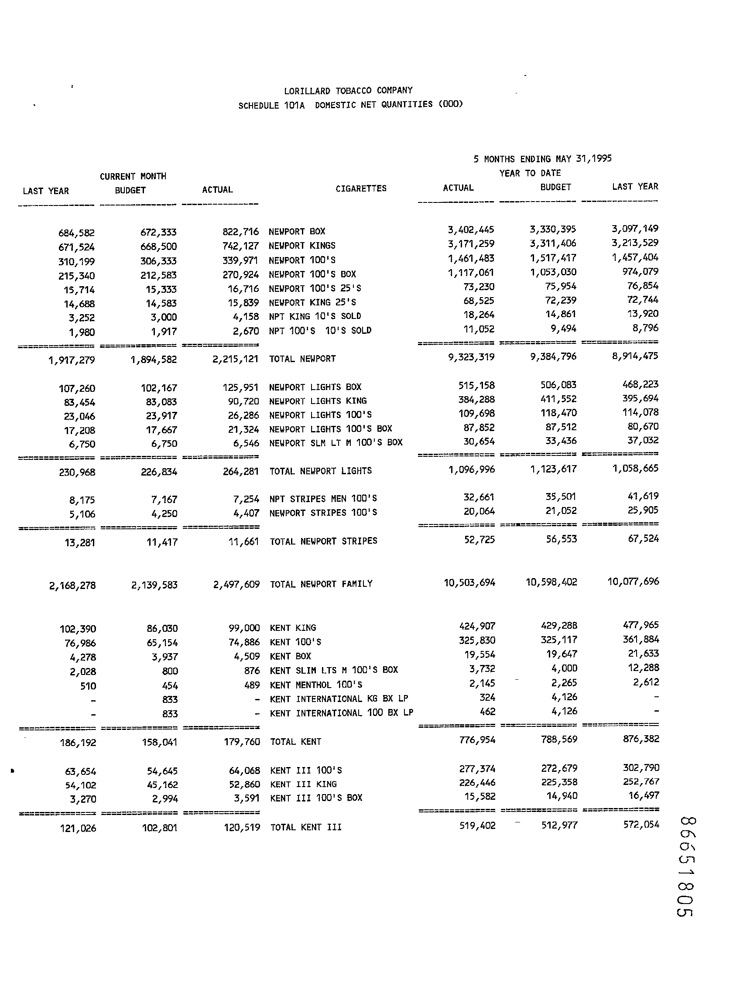 LORILLARD TOBACCO COMPANY
SCHEDULE 101A DOMESTIC NET QUANTITIES (000)
5 MONTHS ENDING MAY 31,1995
CURRENT MONTH YEAR TO DATE
LAST YEAR BUDGET ACTUAL CIGARETTES ACTUAL BUDGET LAST YEAR
684,582 672,333 822,716 NEWPORT BOX 3,402,445 3,330,395 3,097,149
671,524 668,500 742,127 NEWPORT KINGS 3,171,259 3,311,406 3,213,529
310,199 306,333 339,971 NEWPORT 100'S 1,461,483 1,517,417 1,457,404
215,340 212,583 270,924 NEWPORT 100'S BOX 1,117,061 1,053,030 974,079
15,714 15,333 16,716 NEWPORT 100'S 25'S 73,230 75,954 76,854
14,688 14,583 15,839 NEWPORT KING 25'S 68,525 72,239 72,744
3,252 3,000 4,158 NPT KING 10'S SOLD 18,264 14,861 13,920
1,980 1,917 2,670 NPT 100'S 10'S SOLD 11,052 9,494 8,796
1,917,279 1,894,582 2,215,121 TOTAL NEWPORT 9,323,319 9,384,796 8,914,475
107,260 102,167 125,951 NEWPORT LIGHTS BOX 515,158 506,083 468,223
83,454 83,083 90,720 NEWPORT LIGHTS KING 384,288 411,552 395,694
23,046 23,917 26,286 NEWPORT LIGHTS 100'S 109,698 118,470 114,078
17,208 17,667 21,324 NEWPORT LIGHTS 100'S BOX 87,852 87,512 80,670
6,750 6,750 6,546 NEWPORT SLM LT M 100'S BOX 30,654 33,436 37,032
230,968 226,834 264,281 TOTAL NEWPORT LIGHTS 1,096,996 1,123,617 1,058,665
8,175 7,167 7,254 NPT STRIPES MEN 100'S 32,661 35,501 41,619
5,106 4,250 4,407 NEWPORT STRIPES 100'S 20,064 21,052 25,905
13,281 11,417 11,661 TOTAL NEWPORT STRIPES 52,725 56,553 67,524
2,168,278 2,139,583 2,497,609 TOTAL NEWPORT FAMILY 10,503,694 10,598,402 10,077,696
102,390 86,030 99,000 KENT KING 424,907 429,288 477,965
76,986 65,154 74,886 KENT 100'S 325,830 325,117 361,884
4,278 3,937 4,509 KENT BOX 19,554 19,647 21,633
2,028 800 876 KENT SLIM LTS M 100'S BOX 3,732 4,000 12,288
510 454 489 KENT MENTHOL 100'S 2,145 2,265 2,612
- 833 - KENT INTERNATIONAL KG BX LP 324 4,126 -
- 833 - KENT INTERNATIONAL 100 BX LP 462 4,126 -
186,192 158,041 179,760 TOTAL KENT 776,954 788,569 876,382
63,654 54,645 64,068 KENT III 100'S 277,374 272,679 302,790
54,102 45,162 52,860 KENT III KING 226,446 225,358 252,767
3,270 2,994 3,591 KENT III 100'S BOX 15,582 14,940 16,497
121,026 102,801 120,519 TOTAL KENT III 519,402 512,977 572,054
86651805